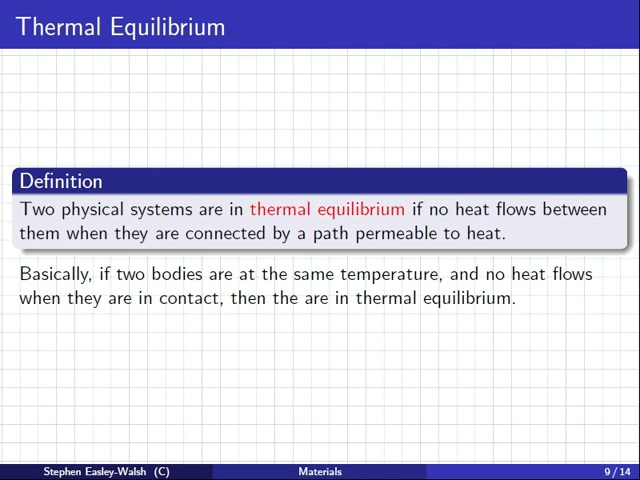 Thermal Equilibrium
Definition
Two physical systems are in thermal equilibrium if no heat flows between
them when they are connected by a path permeable to heat.
Basically, if two bodies are at the same temperature, and no heat flows
when they are in contact, then the are in thermal equilibrium.
Stephen Easley-Walsh (C) Materials 9 / 14